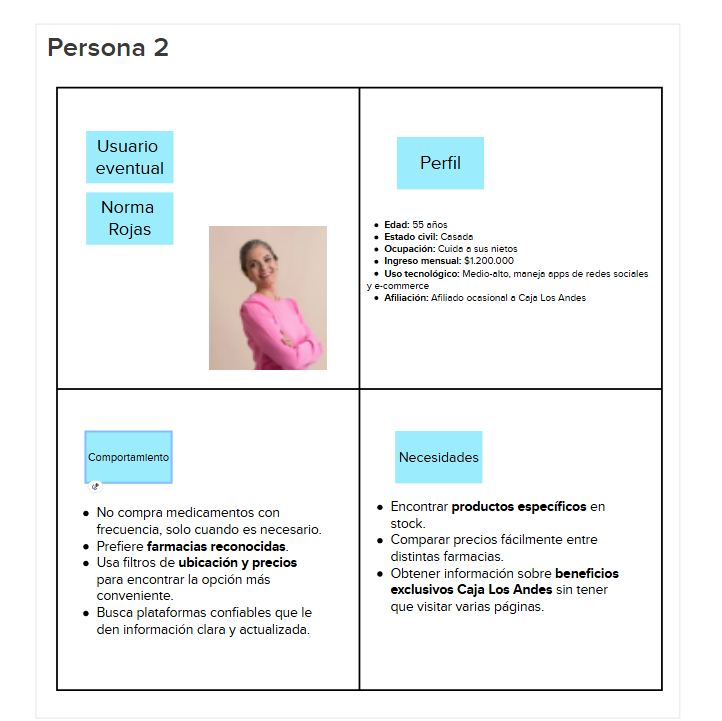 Persona 2
Usuario
eventual
Norma
Rojas
Perfil
Edad: 55 años
Estado civil: Casada
Ocupación: Cuida a sus nietos
Ingreso mensual: $1.200.000
Uso tecnológico: Medio-alto, maneja apps de redes sociales
y e-commerce
Afiliación: Afiliado ocasional a Caja Los Andes
Comportamiento
No compra medicamentos con
frecuencia, solo cuando es necesario.
Prefiere farmacias reconocidas.
Usa filtros de ubicación y precios
para encontrar la opción más
conveniente.
Busca plataformas confiables que le
den información clara y actualizada.
Necesidades
Encontrar productos específicos en
stock.
Comparar precios fácilmente entre
distintas farmacias.
Obtener información sobre beneficios
exclusivos Caja Los Andes sin tener
que visitar varias páginas.